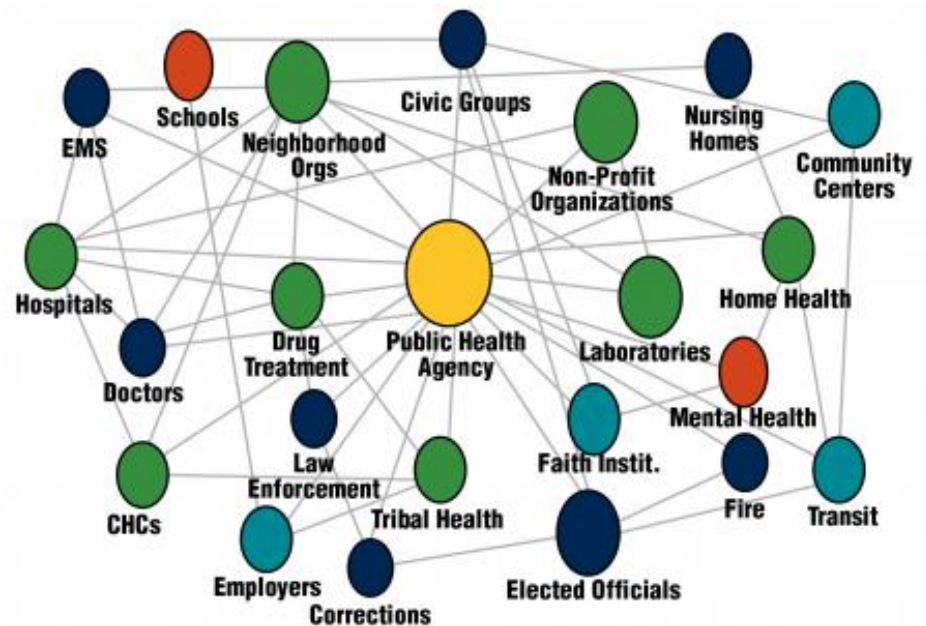 Schools
EMS
Neighborhood
Orgs
Civic Groups
Non-Profit
Organizations
Nursing
Homes
Community
Centers
Hospitals
Doctors
Drug
Treatment
Public Health
Agency
Laboratories
Home Health
Mental Health
CHCs
Law
Enforcement
Tribal Health
Faith Instit.
Fire
Transit
Employers
Corrections
Elected Officials